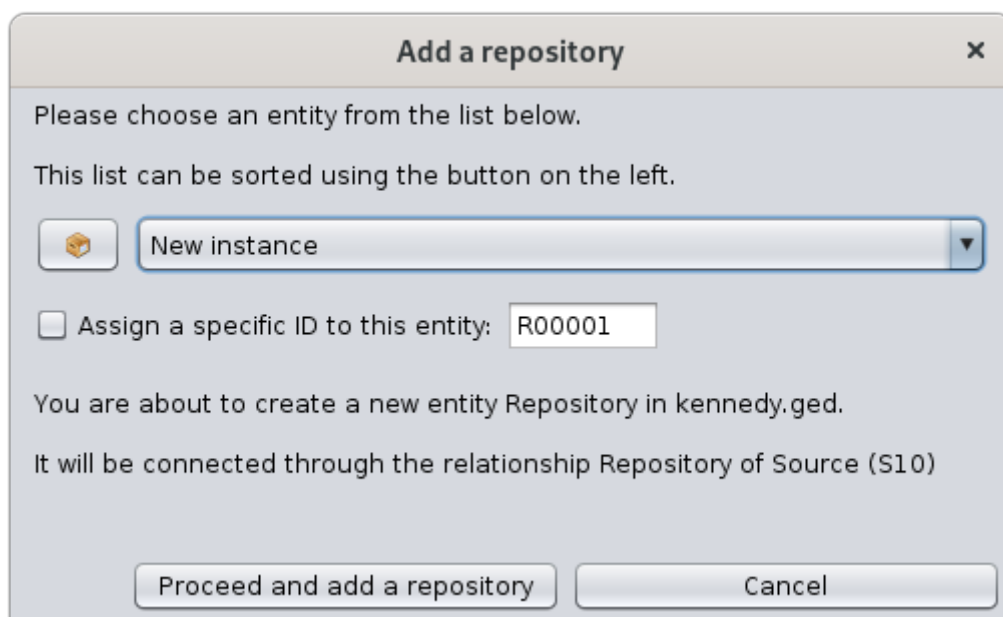 Add a repository
Please choose an entity from the list below.
This list can be sorted using the button on the left.
New instance
Assign a specific ID to this entity: R00001
You are about to create a new entity Repository in kennedy.ged.
It will be connected through the relationship Repository of Source (S10)
Proceed and add a repository Cancel